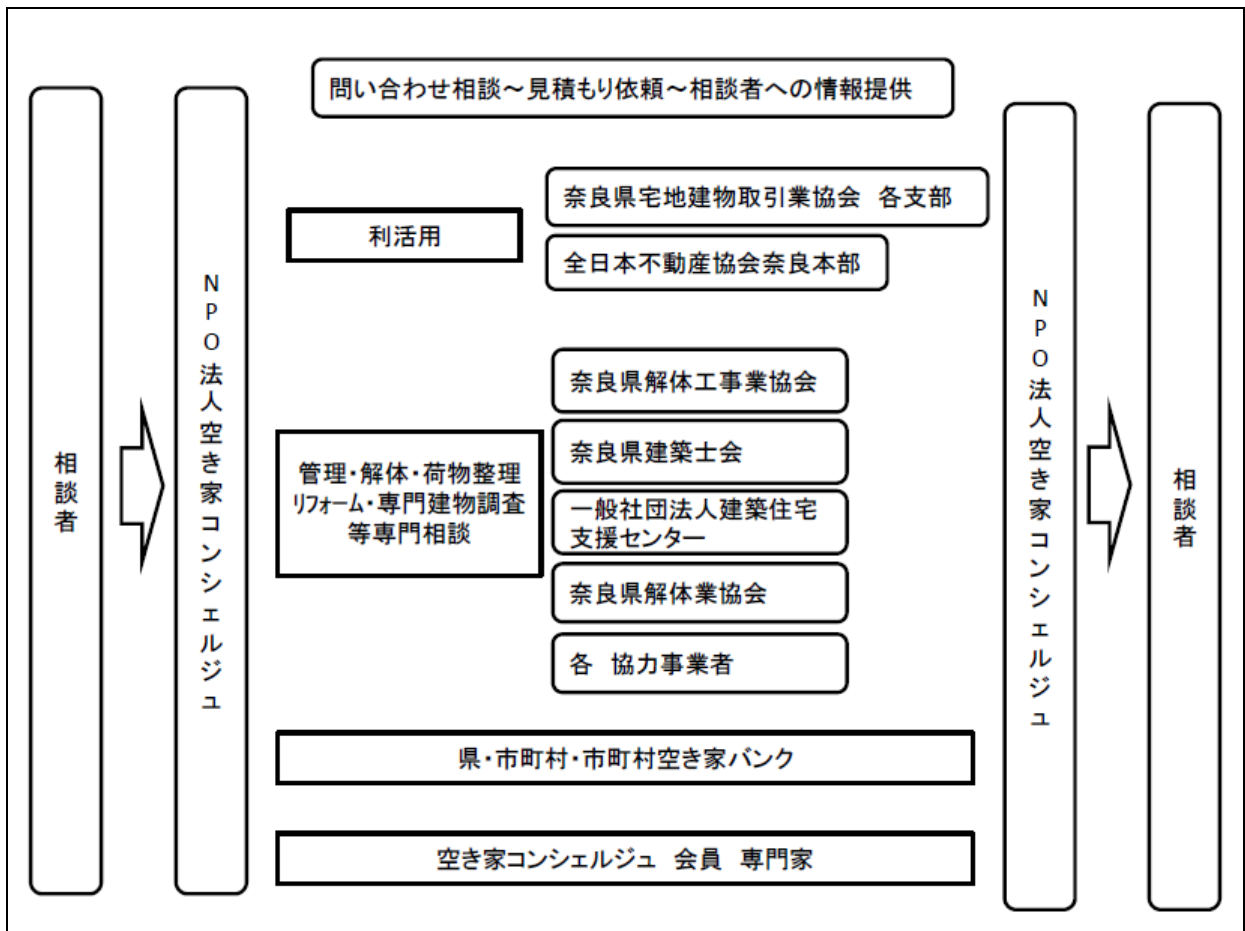 問い合わせ相談～見積もり依頼～相談者への情報提供
相談者
NPO法人空き家コンシェルジュ
利活用
奈良県宅地建物取引業協会　各支部
全日本不動産協会奈良本部
管理・解体・荷物整理
ﾘﾌｫｰﾑ・専門建物調査
等専門相談
奈良県解体工事業協会
奈良県建築士会
一般社団法人建築住宅
支援センター
奈良県解体業協会
各　協力事業者
県・市町村・市町村空き家バンク
空き家コンシェルジュ　会員　専門家
NPO法人空き家コンシェルジュ
相談者